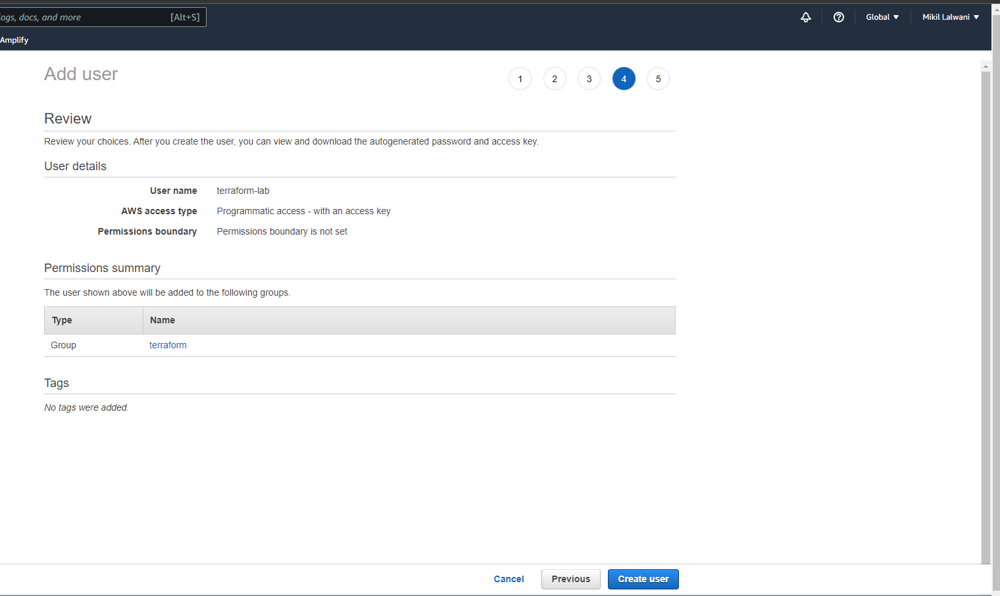 logs, docs, and more [Alt+S] Global Mikil Lalwani
Amplify
Add user 1 2 3 4 5
Review
Review your choices. After you create the user, you can view and download the autogenerated password and access key.
User details
User name terraform-lab
AWS access type Programmatic access - with an access key
Permissions boundary Permissions boundary is not set
Permissions summary
The user shown above will be added to the following groups.
Type Name
Group terraform
Tags
No tags were added.
Cancel Previous Create user